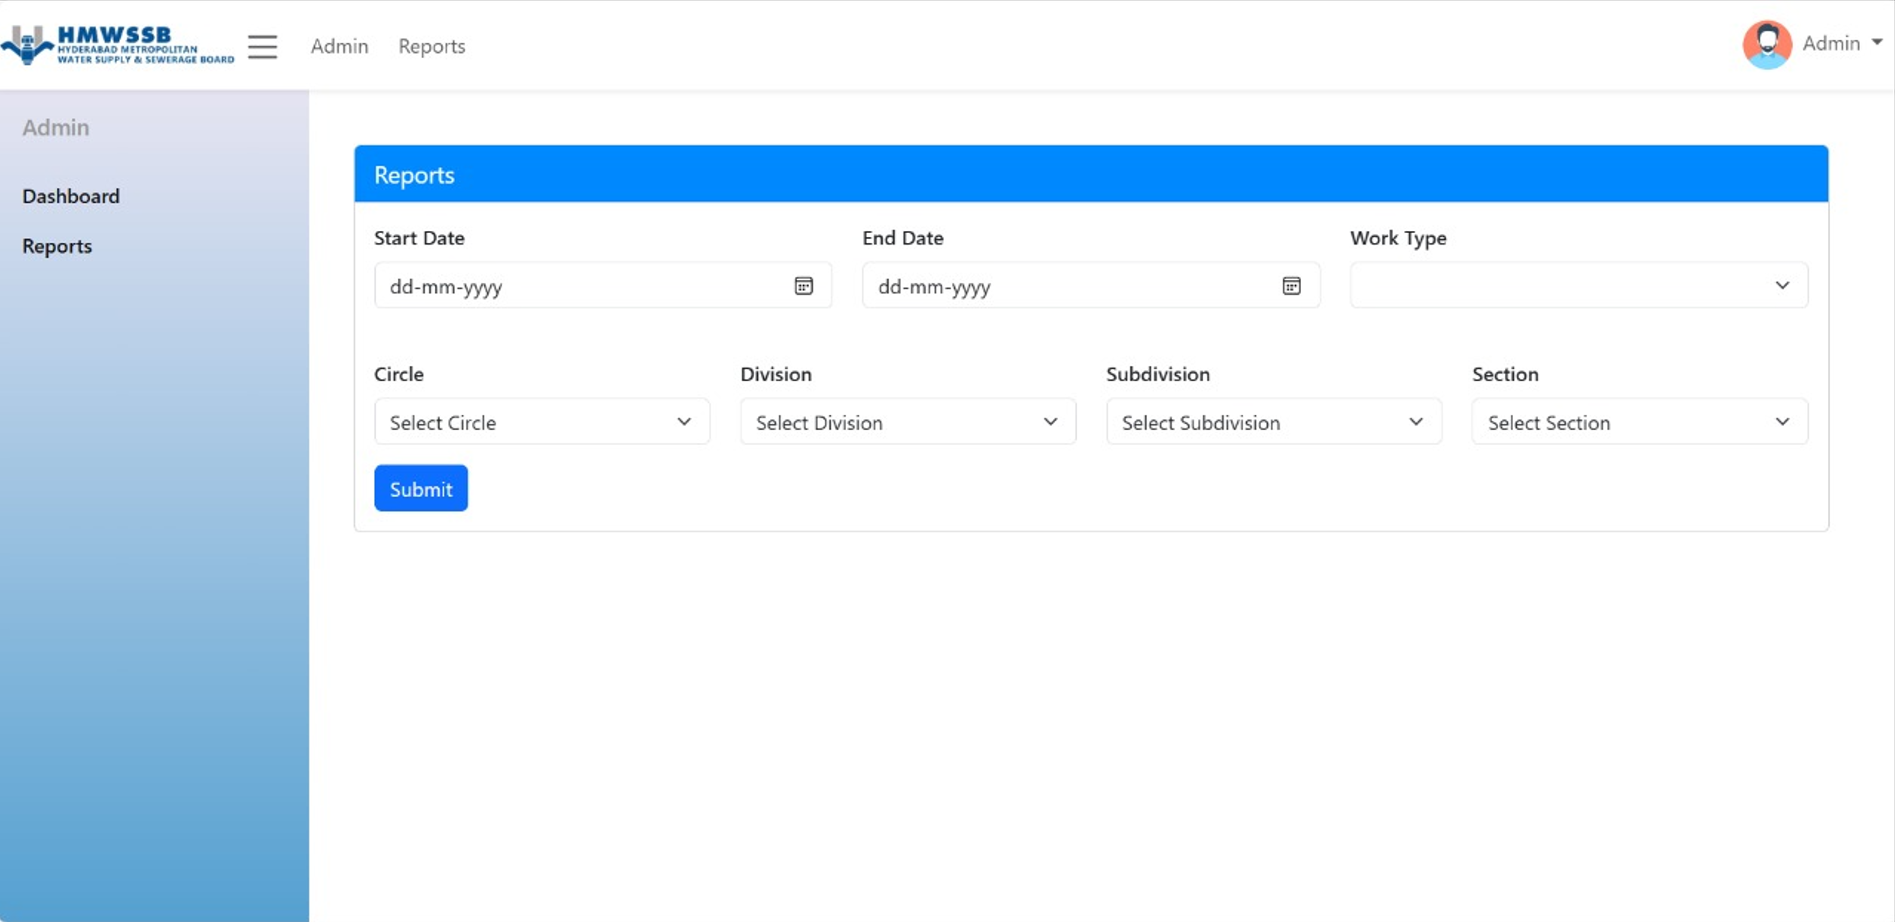 HMWSSB
HYDERABAD METROPOLITAN
WATER SUPPLY & SEWERAGE BOARD
Admin
Reports
Admin
Admin
Dashboard
Reports
Reports
Start Date
End Date
Work Type
dd-mm-yyyy
dd-mm-yyyy
Circle
Division
Subdivision
Section
Select Circle
Select Division
Select Subdivision
Select Section
Submit